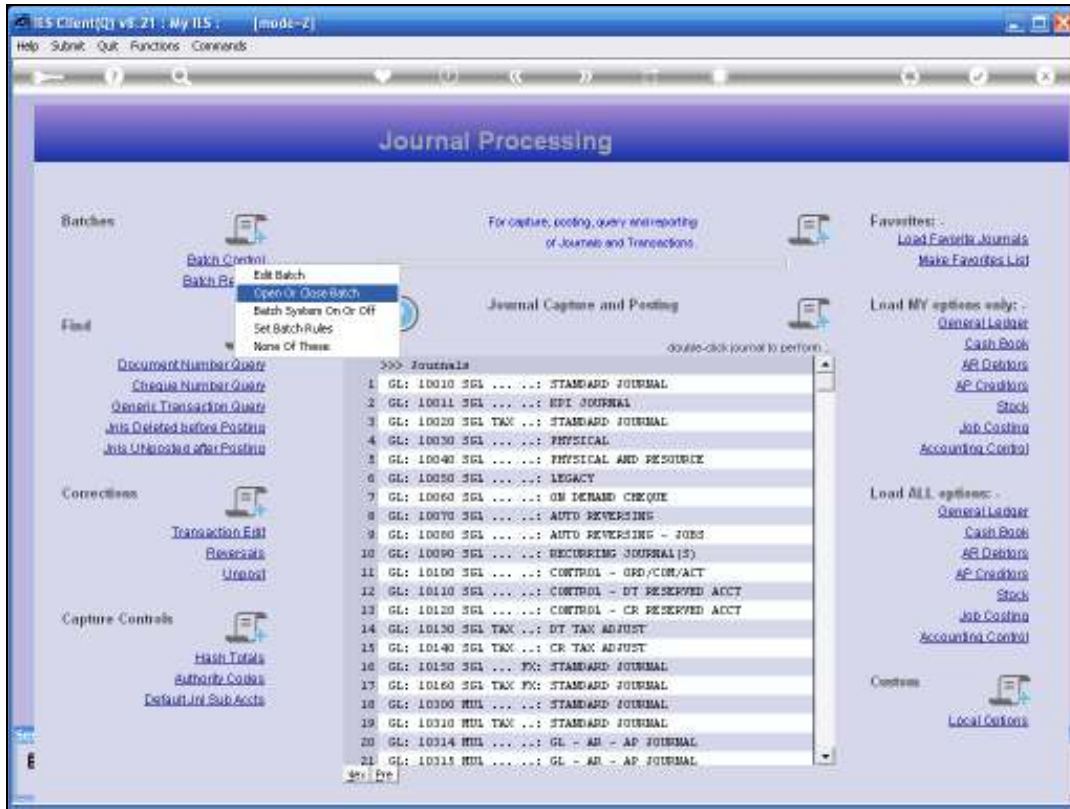 IES Client(Q) v8.21 : My IES : [mode-Z]
Help Submit Quit Functions Commands
Journal Processing
Batches
Batch Control
Batch Re
Edit Batch
Open Or Close Batch
Batch System On Or Off
Set Batch Rules
None Of These
Find
Document Number Query
Cheque Number Query
Generic Transaction Query
Jnls Deleted before Posting
Jnls UNposted after Posting
Corrections
Transaction Edit
Reversals
Unpost
Capture Controls
Hash Totals
Authority Codes
Default Jnl Sub Accts
For capture, posting, query and reporting
of Journals and Transactions.
Journal Capture and Posting
double-click journal to perform :.
>>> Journals
1 GL: 10010 SGL ... ..: STANDARD JOURNAL
2 GL: 10011 SGL ... ..: KPI JOURNAL
3 GL: 10020 SGL TAX ..: STANDARD JOURNAL
4 GL: 10030 SGL ... ..: PHYSICAL
5 GL: 10040 SGL ... ..: PHYSICAL AND RESOURCE
6 GL: 10050 SGL ... ..: LEGACY
7 GL: 10060 SGL ... ..: ON DEMAND CHEQUE
8 GL: 10070 SGL ... ..: AUTO REVERSING
9 GL: 10080 SGL ... ..: AUTO REVERSING - JOBS
10 GL: 10090 SGL ... ..: RECURRING JOURNAL(S)
11 GL: 10100 SGL ... ..: CONTROL - ORD/COM/ACT
12 GL: 10110 SGL ... ..: CONTROL - DT RESERVED ACCT
13 GL: 10120 SGL ... ..: CONTROL - CR RESERVED ACCT
14 GL: 10130 SGL TAX ..: DT TAX ADJUST
15 GL: 10140 SGL TAX ..: CR TAX ADJUST
16 GL: 10150 SGL ... FX: STANDARD JOURNAL
17 GL: 10160 SGL TAX FX: STANDARD JOURNAL
18 GL: 10300 MUL ... ..: STANDARD JOURNAL
19 GL: 10310 MUL TAX ..: STANDARD JOURNAL
20 GL: 10314 MUL ... ..: GL - AR - AP JOURNAL
21 GL: 10315 MUL ... ..: GL - AR - AP JOURNAL
Nex Pre
Favorites: .
Load Favorite Journals
Make Favorites List
Load MY options only: .
General Ledger
Cash Book
AR Debtors
AP Creditors
Stock
Job Costing
Accounting Control
Load ALL options: .
General Ledger
Cash Book
AR Debtors
AP Creditors
Stock
Job Costing
Accounting Control
Custom
Local Options